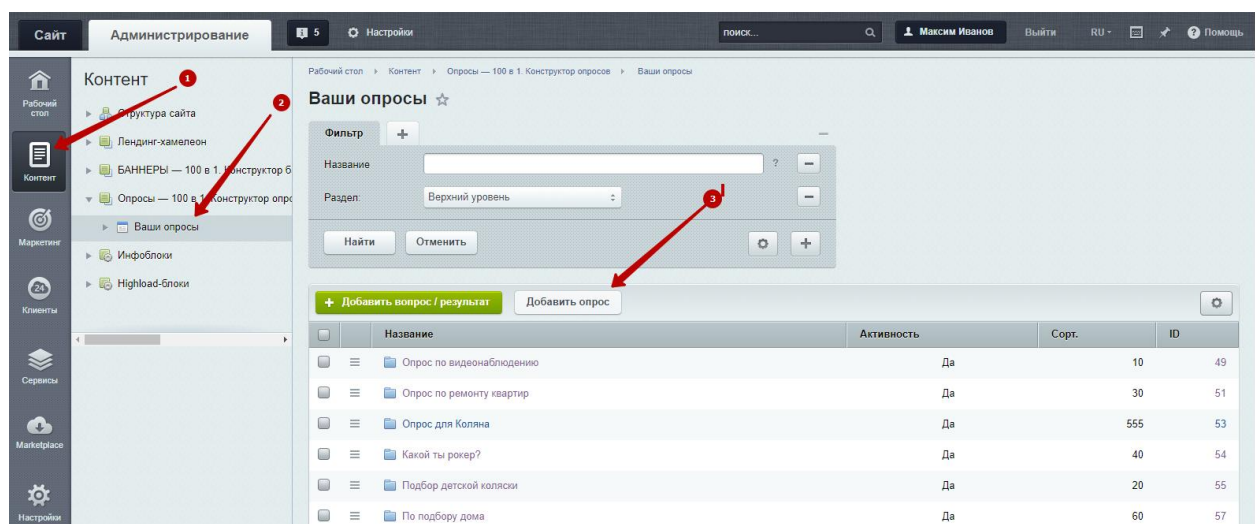 Сайт
Администрирование
5
Настройки
поиск...
Максим Иванов
Выйти
RU
Помощь
Рабочий стол
Контент
Маркетинг
24
Клиенты
Сервисы
Marketplace
Настройки
Контент
1
2
Структура сайта
Лендинг-хамелеон
БАННЕРЫ — 100 в 1. Конструктор б
Опросы — 100 в 1. Конструктор опрс
Ваши опросы
Инфоблоки
Highload-блоки
Рабочий стол Контент Опросы — 100 в 1. Конструктор опросов Ваши опросы
Ваши опросы
Фильтр
Название
?
Раздел:
Верхний уровень
3
Найти
Отменить
+ Добавить вопрос / результат
Добавить опрос
Название Активность Сорт. ID
Опрос по видеонаблюдению Да 10 49
Опрос по ремонту квартир Да 30 51
Опрос для Коляна Да 555 53
Какой ты рокер? Да 40 54
Подбор детской коляски Да 20 55
По подбору дома Да 60 57